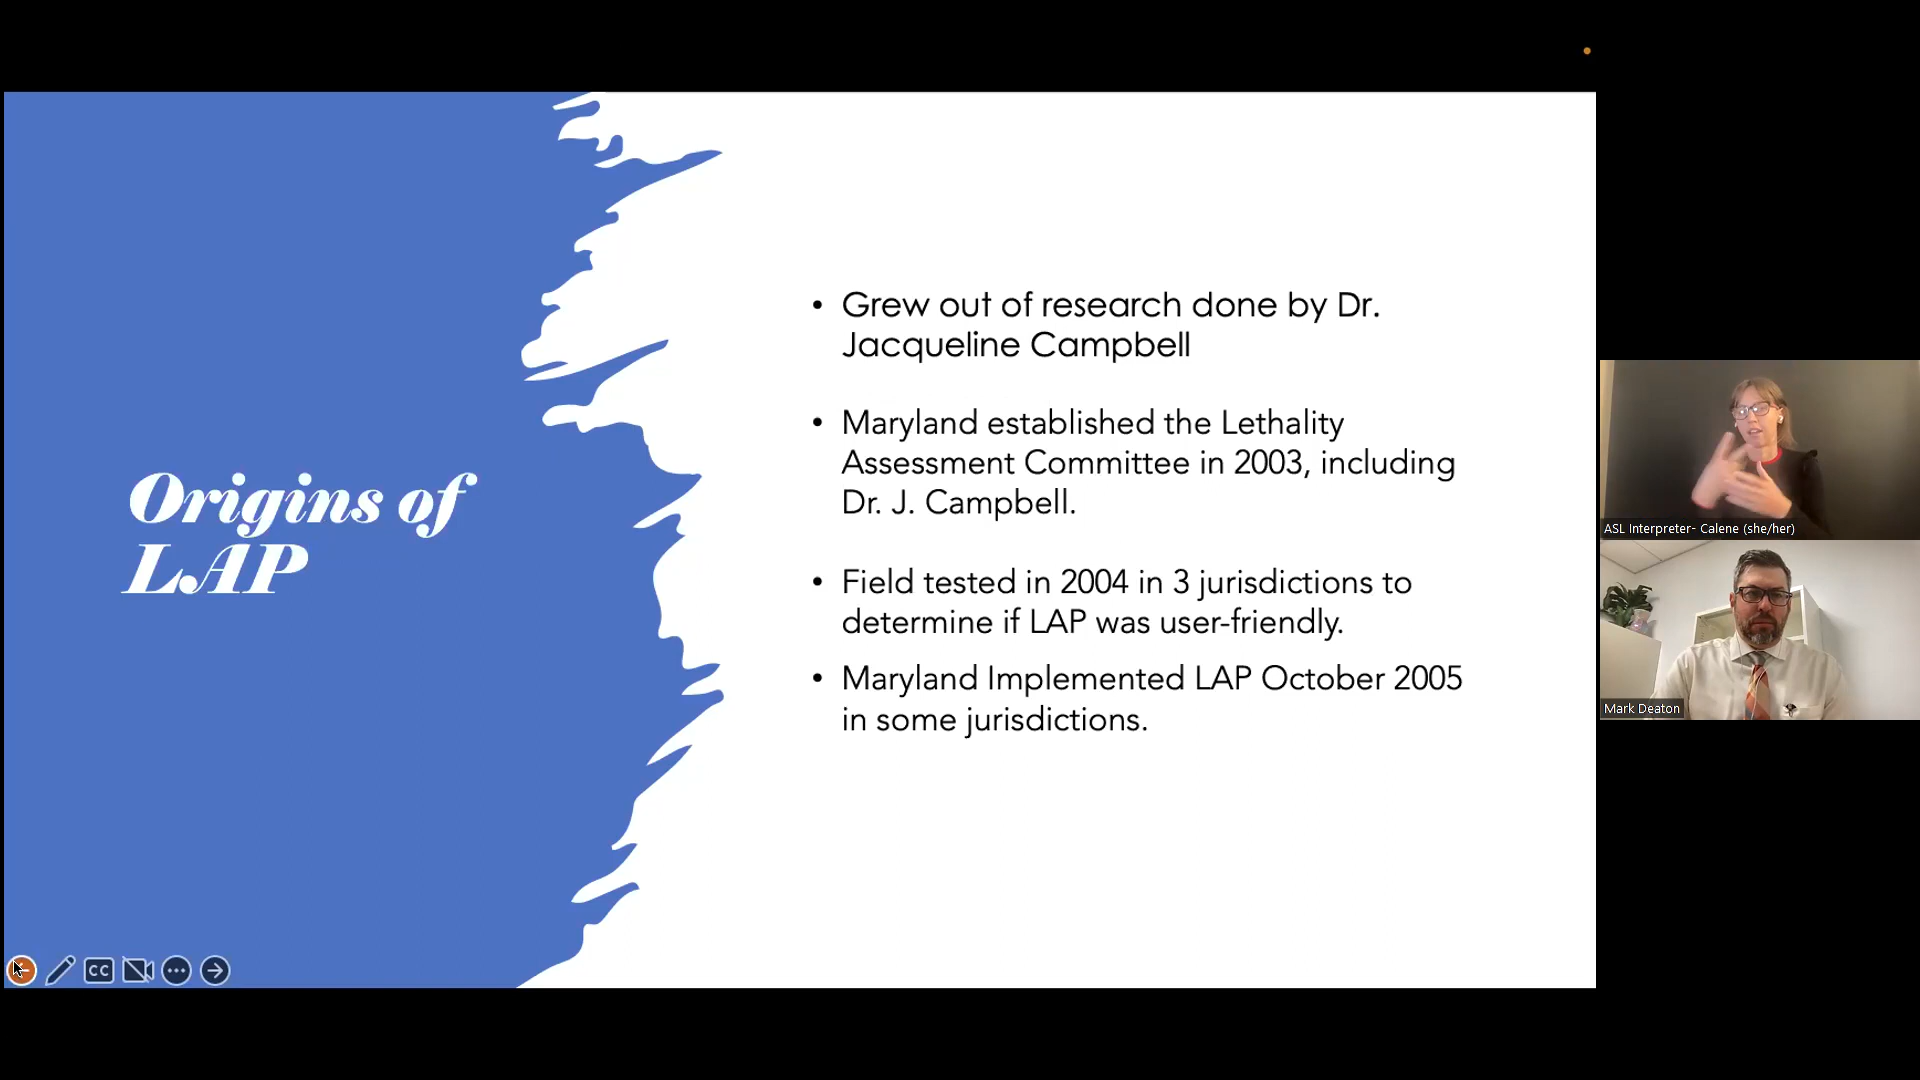 Origins of
LAP
• Grew out of research done by Dr.
Jacqueline Campbell
• Maryland established the Lethality
Assessment Committee in 2003, including
Dr. J. Campbell.
• Field tested in 2004 in 3 jurisdictions to
determine if LAP was user-friendly.
• Maryland Implemented LAP October 2005
in some jurisdictions.
CC
ASL Interpreter- Calene (she/her)
Mark Deaton